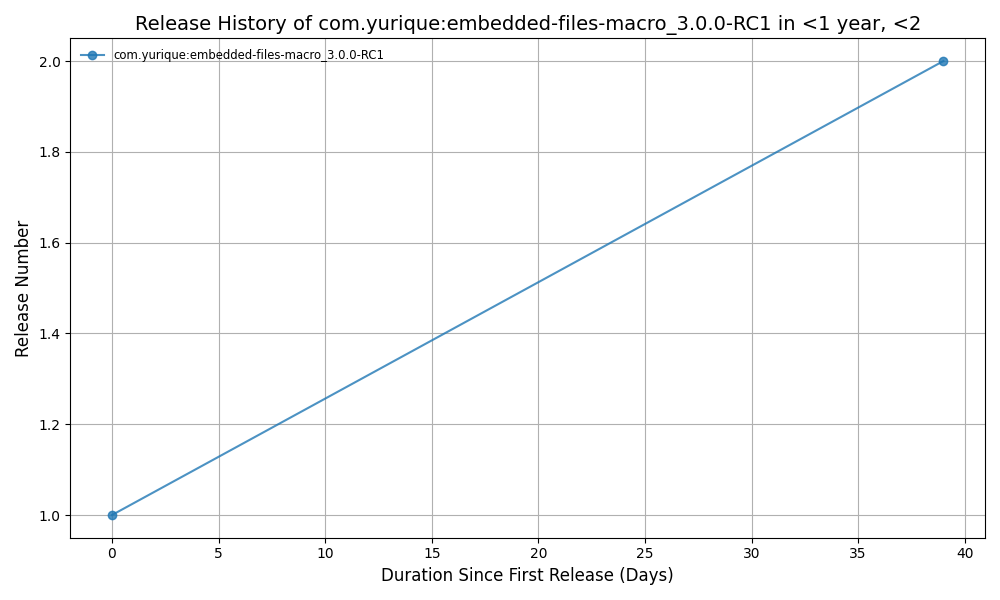 Release History of com.yurique:embedded-files-macro_3.0.0-RC1 in <1 year, <2
com.yurique:embedded-files-macro_3.0.0-RC1
Release Number
2.0
1.8
1.6
1.4
1.2
1.0
0 5 10 15 20 25 30 35 40
Duration Since First Release (Days)